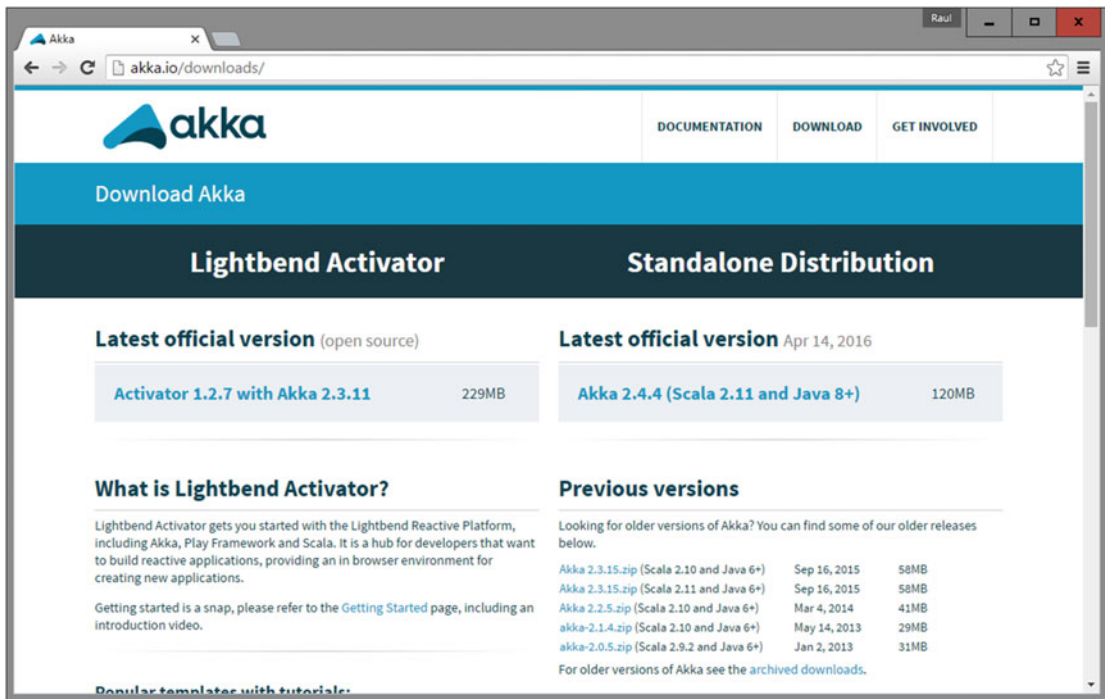 Raul
Akka
akka.io/downloads/
akka
DOCUMENTATION
DOWNLOAD
GET INVOLVED
Download Akka
Lightbend Activator
Standalone Distribution
Latest official version (open source)
Activator 1.2.7 with Akka 2.3.11 229MB
Latest official version Apr 14, 2016
Akka 2.4.4 (Scala 2.11 and Java 8+) 120MB
What is Lightbend Activator?
Lightbend Activator gets you started with the Lightbend Reactive Platform,
including Akka, Play Framework and Scala. It is a hub for developers that want
to build reactive applications, providing an in browser environment for
creating new applications.
Getting started is a snap, please refer to the Getting Started page, including an
introduction video.
Popular templates with tutorials:
Previous versions
Looking for older versions of Akka? You can find some of our older releases
below.
Akka 2.3.15.zip (Scala 2.10 and Java 6+) Sep 16, 2015 58MB
Akka 2.3.15.zip (Scala 2.11 and Java 6+) Sep 16, 2015 58MB
Akka 2.2.5.zip (Scala 2.10 and Java 6+) Mar 4, 2014 41MB
akka-2.1.4.zip (Scala 2.10 and Java 6+) May 14, 2013 29MB
akka-2.0.5.zip (Scala 2.9.2 and Java 6+) Jan 2, 2013 31MB
For older versions of Akka see the archived downloads.